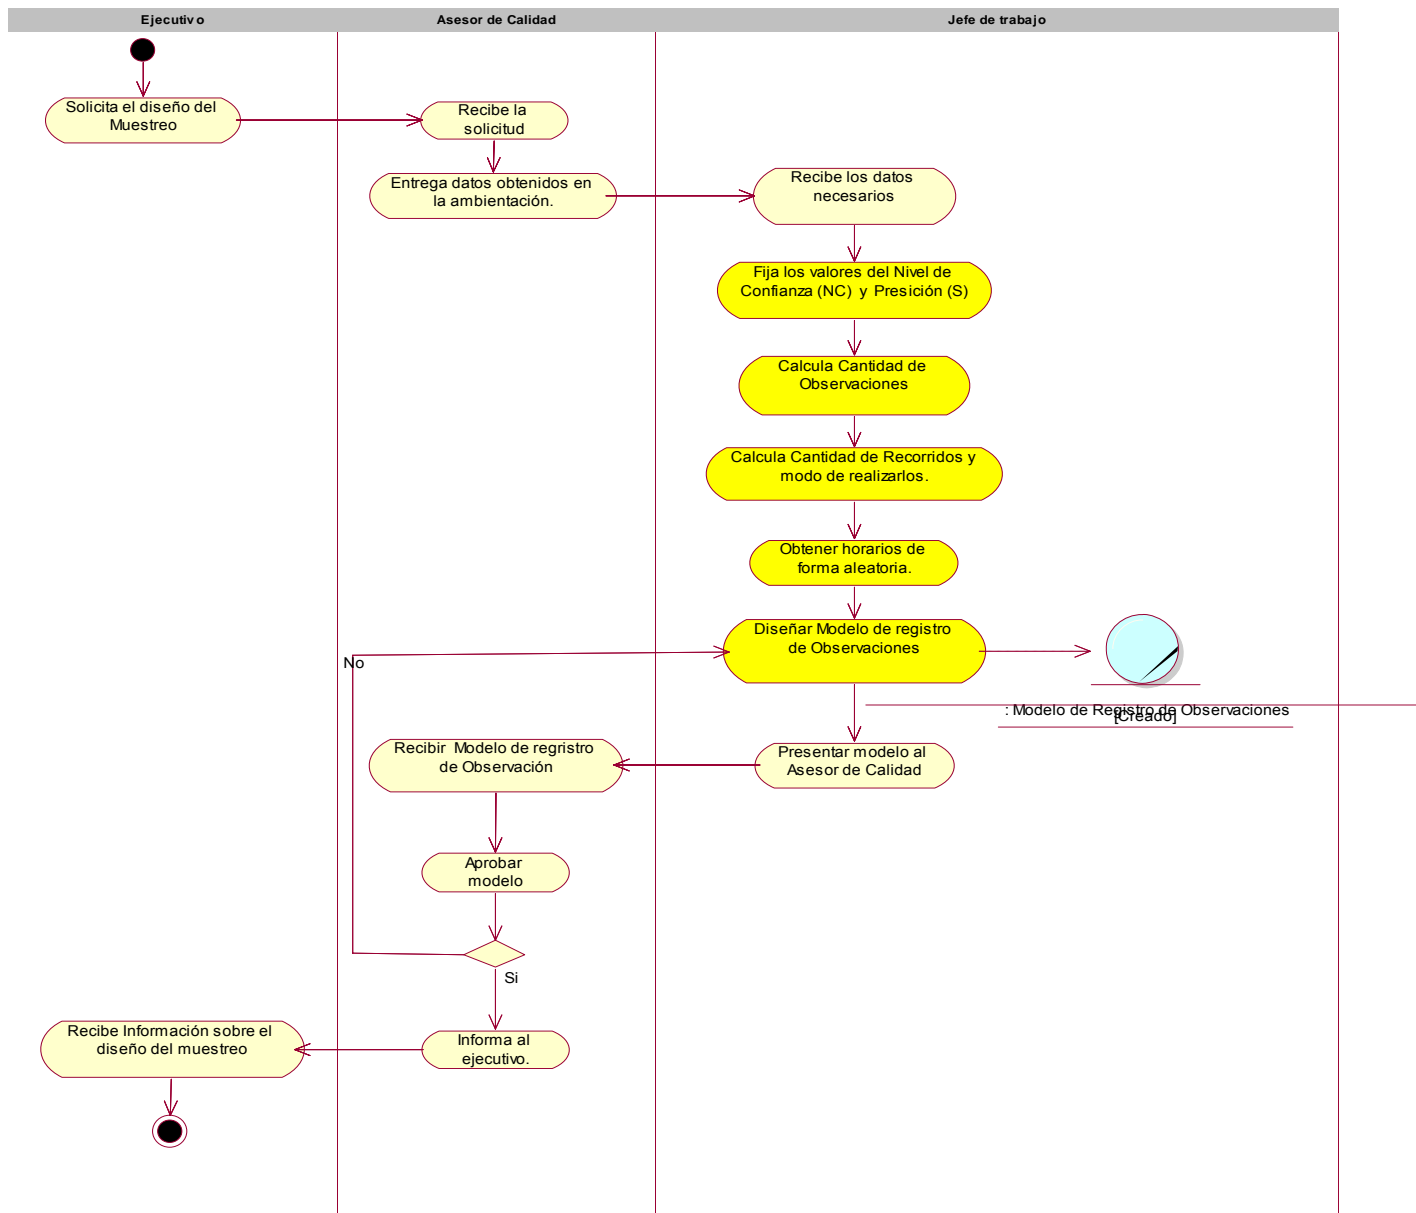 Ejecutivo
Asesor de Calidad
Jefe de trabajo
Solicita el diseño del
Muestreo
Recibe la
solicitud
Entrega datos obtenidos en
la ambientación.
Recibe los datos
necesarios
Fija los valores del Nivel de
Confianza (NC) y Presición (S)
Calcula Cantidad de
Observaciones
Calcula Cantidad de Recorridos y
modo de realizarlos.
Obtener horarios de
forma aleatoria.
Diseñar Modelo de registro
de Observaciones
No
: Modelo de Registro de Observaciones
[Creado]
Presentar modelo al
Asesor de Calidad
Recibir Modelo de regristro
de Observación
Aprobar
modelo
Si
Informa al
ejecutivo.
Recibe Información sobre el
diseño del muestreo